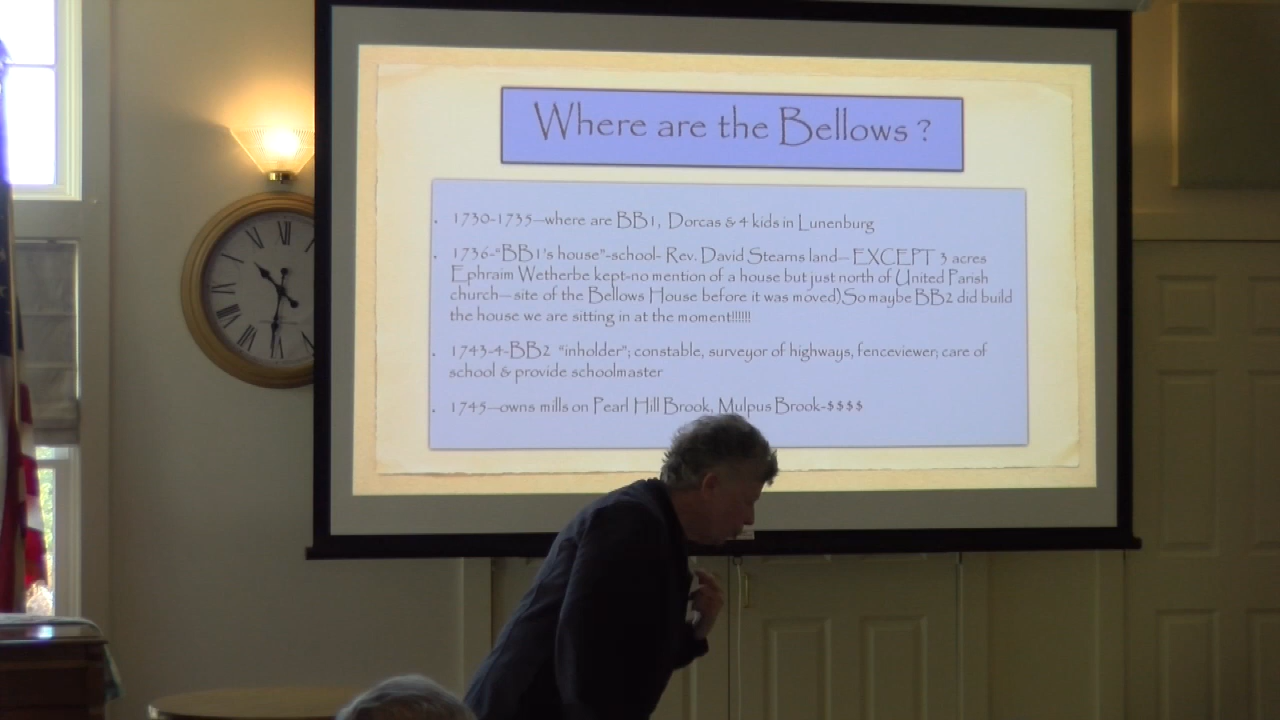 Where are the Bellows ?
1730-1735—where are BB1, Dorcas & 4 kids in Lunenburg
1736-“BB1's house”-school- Rev. David Stearns land— EXCEPT 3 acres
Ephraim Wetherbe kept-no mention of a house but just north of United Parish
church— site of the Bellows House before it was moved)So maybe BB2 did build
the house we are sitting in at the moment!!!!!!
1743-4-BB2 “inholder”; constable, surveyor of highways, fenceviewer; care of
school & provide schoolmaster
1745—owns mills on Pearl Hill Brook, Mulpus Brook-$$$$